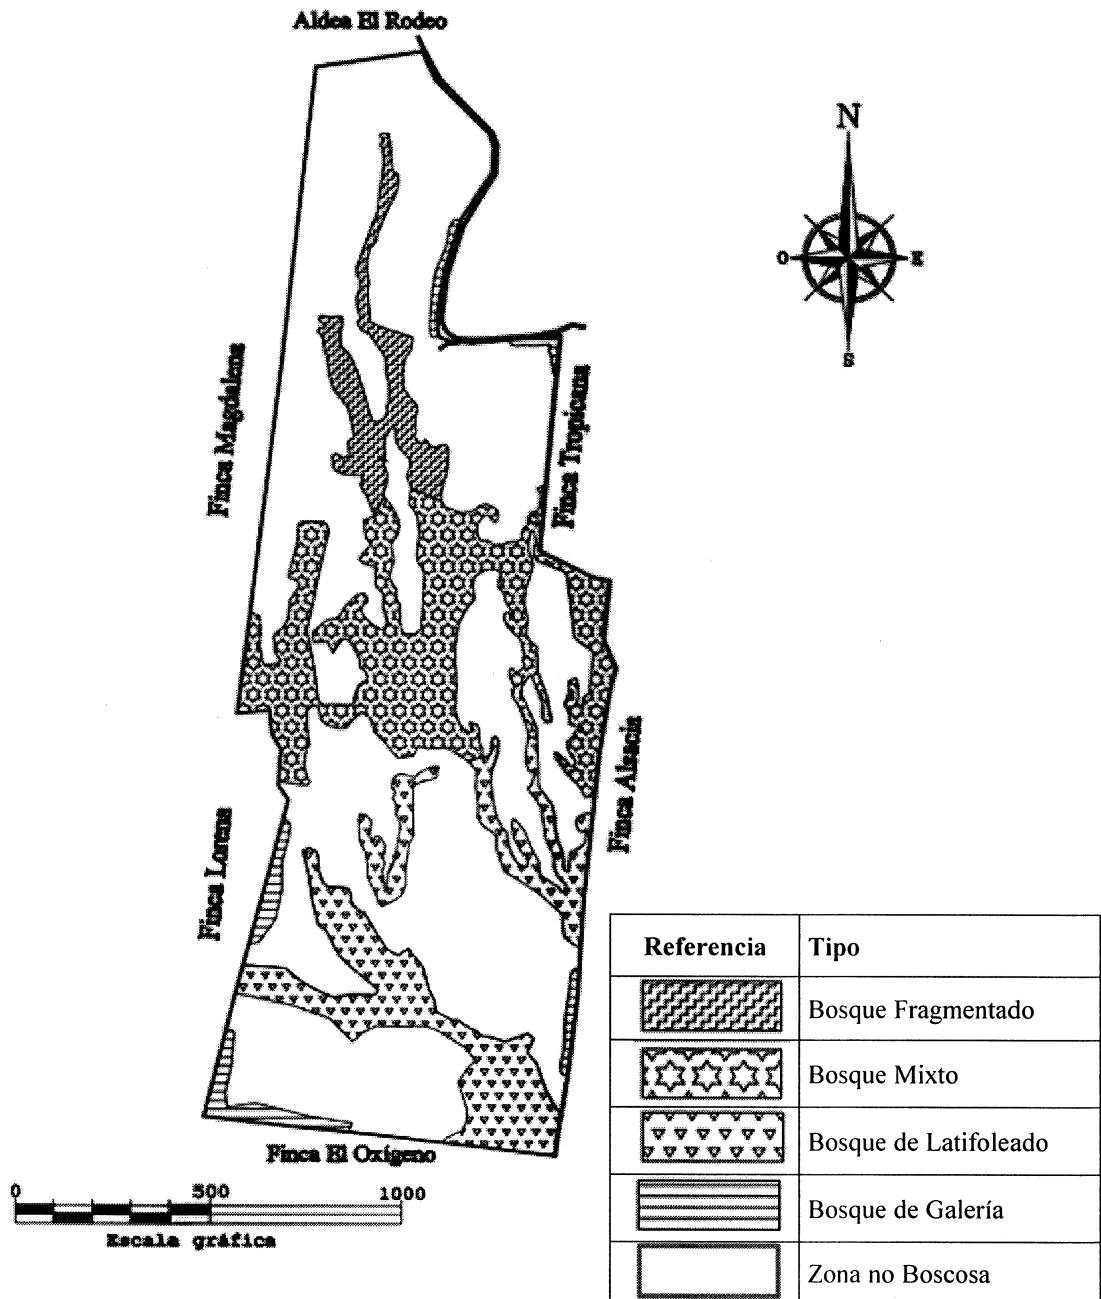 Aldea El Rodeo
N
O
E
S
Finca Magdalena
Finca Tropicana
Finca Alsacia
Finca Lorena
Finca El Oxígeno
0 500 1000
Escala gráfica
Referencia Tipo
Bosque Fragmentado
Bosque Mixto
Bosque de Latifoleado
Bosque de Galería
Zona no Boscosa